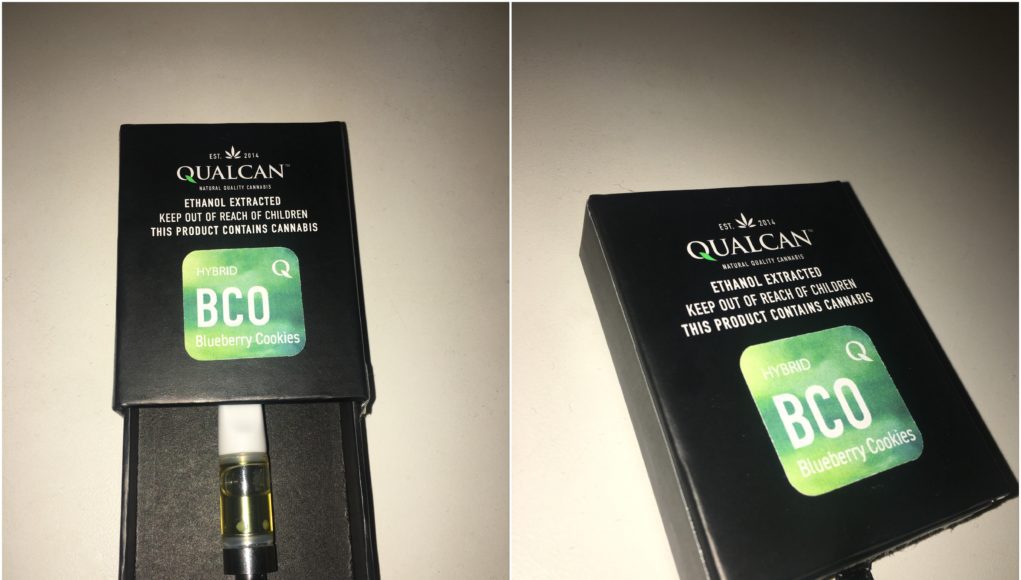 EST. 2014
QUALCAN™
NATURAL QUALITY CANNABIS
ETHANOL EXTRACTED
KEEP OUT OF REACH OF CHILDREN
THIS PRODUCT CONTAINS CANNABIS
HYBRID Q
BCO
Blueberry Cookies
EST. 2014
QUALCAN™
NATURAL QUALITY CANNABIS
ETHANOL EXTRACTED
KEEP OUT OF REACH OF CHILDREN
THIS PRODUCT CONTAINS CANNABIS
HYBRID Q
BCO
Blueberry Cookies